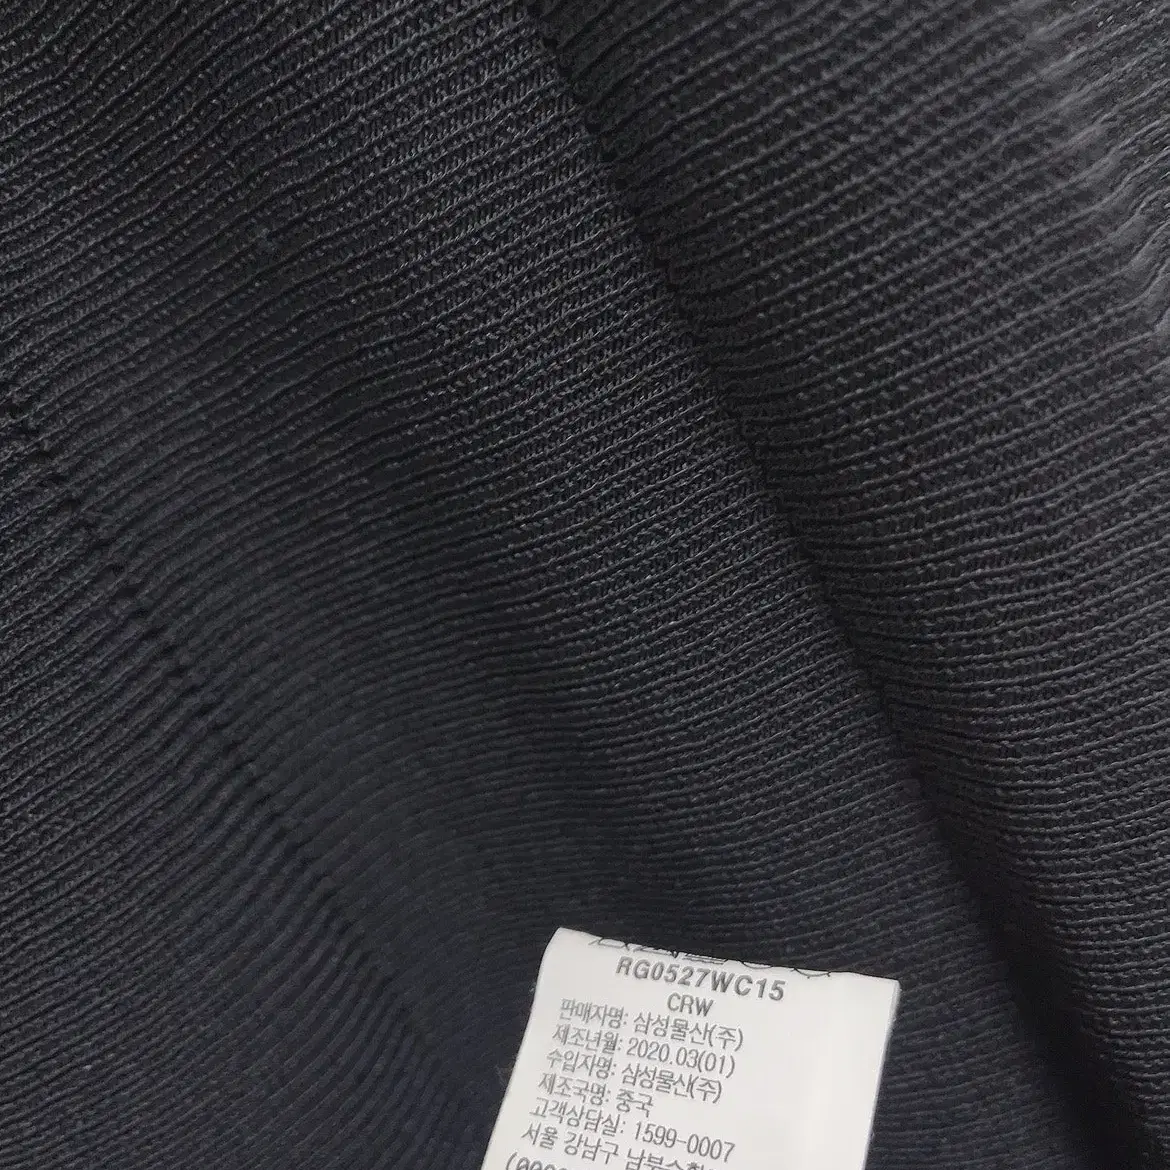 RG0527WC15
CRW
판매자명: 삼성물산(주)
제조년월: 2020.03(01)
수입자명: 삼성물산(주)
제조국명: 중국
고객상담실: 1599-0007
서울 강남구